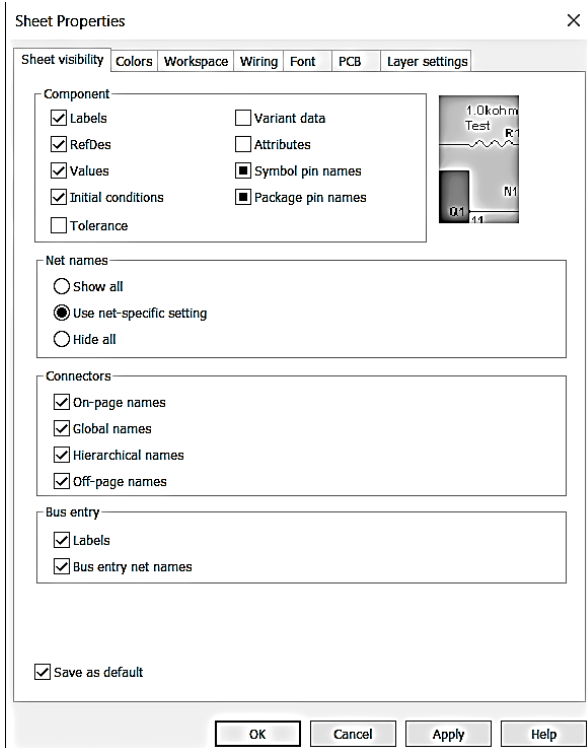 Sheet Properties
Sheet visibility Colors Workspace Wiring Font PCB Layer settings
Component
Labels Variant data
RefDes Attributes
Values Symbol pin names
Initial conditions Package pin names
Tolerance
1.0kohm
Test R1
N1
Q1 11
Net names
Show all
Use net-specific setting
Hide all
Connectors
On-page names
Global names
Hierarchical names
Off-page names
Bus entry
Labels
Bus entry net names
Save as default
OK Cancel Apply Help